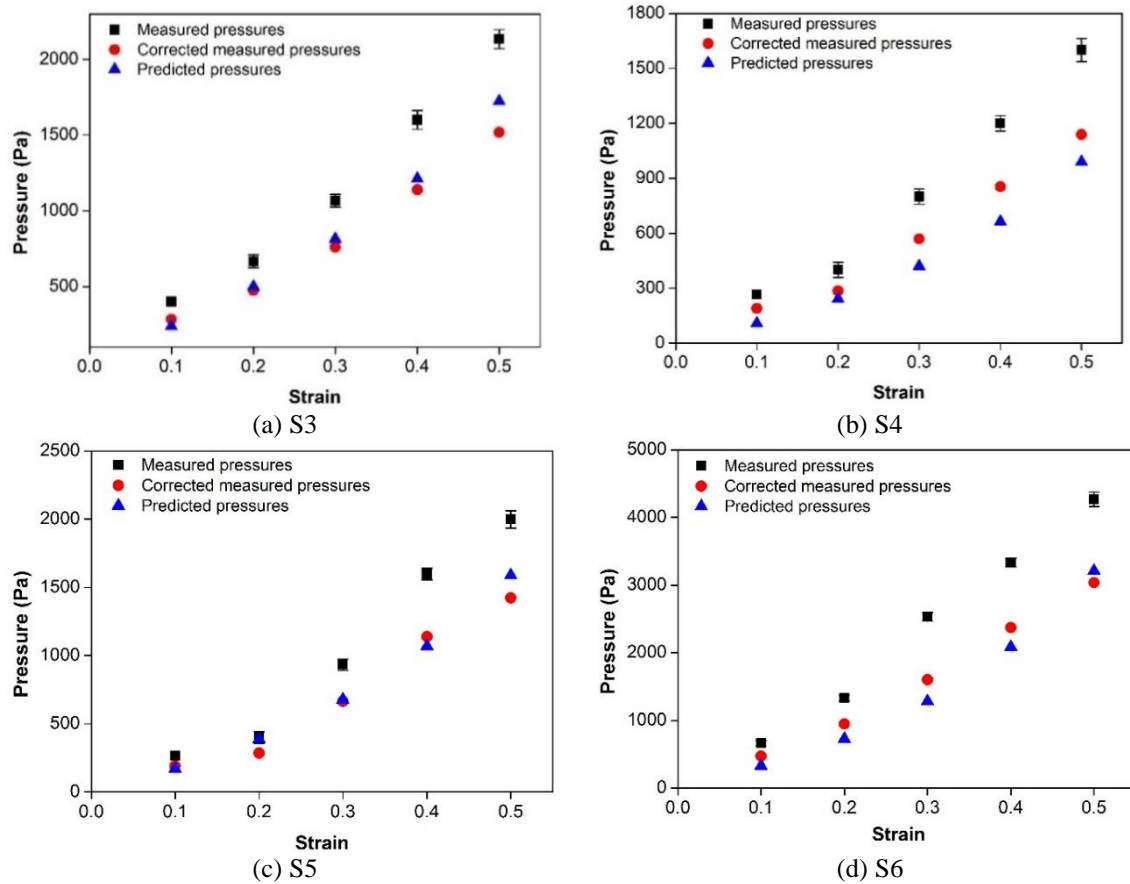 Measured pressures
Corrected measured pressures
Predicted pressures
2000
1500
1000
500
0.0 0.1 0.2 0.3 0.4 0.5
Pressure (Pa)
Strain
(a) S3
Measured pressures
Corrected measured pressures
Predicted pressures
1800
1500
1200
900
600
300
0
0.0 0.1 0.2 0.3 0.4 0.5
Pressure (Pa)
Strain
(b) S4
Measured pressures
Corrected measured pressures
Predicted pressures
2500
2000
1500
1000
500
0
0.0 0.1 0.2 0.3 0.4 0.5
Pressure (Pa)
Strain
(c) S5
Measured pressures
Corrected measured pressures
Predicted pressures
5000
4000
3000
2000
1000
0
0.0 0.1 0.2 0.3 0.4 0.5
Pressure (Pa)
Strain
(d) S6